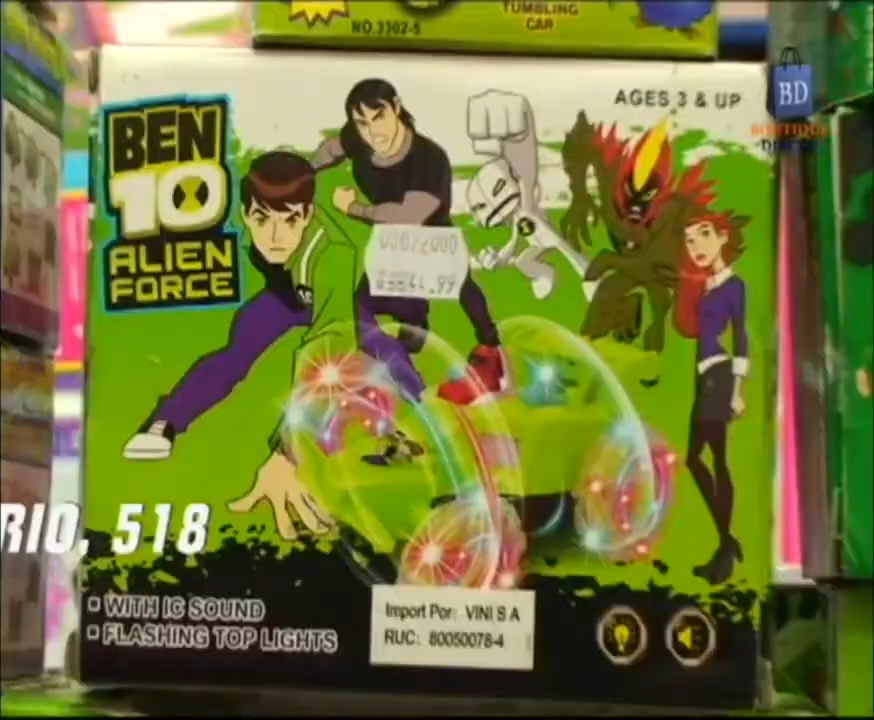 NO.3302-5
TUMBLING
CAR
AGES 3 & UP
BD
BOUTIQUE
BEN
10
ALIEN
FORCE
RIO, 518
▪ WITH IC SOUND
▪ FLASHING TOP LIGHTS
Import Por: VINI S A
RUC: 80050078-4